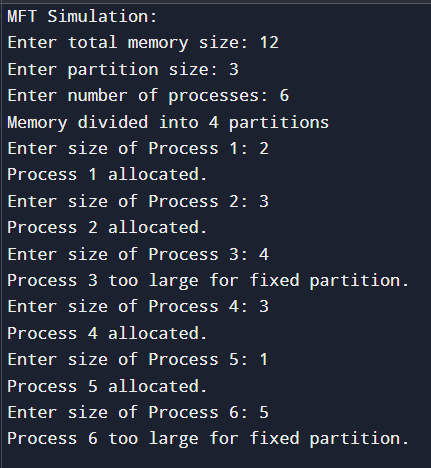 MFT Simulation:
Enter total memory size: 12
Enter partition size: 3
Enter number of processes: 6
Memory divided into 4 partitions
Enter size of Process 1: 2
Process 1 allocated.
Enter size of Process 2: 3
Process 2 allocated.
Enter size of Process 3: 4
Process 3 too large for fixed partition.
Enter size of Process 4: 3
Process 4 allocated.
Enter size of Process 5: 1
Process 5 allocated.
Enter size of Process 6: 5
Process 6 too large for fixed partition.